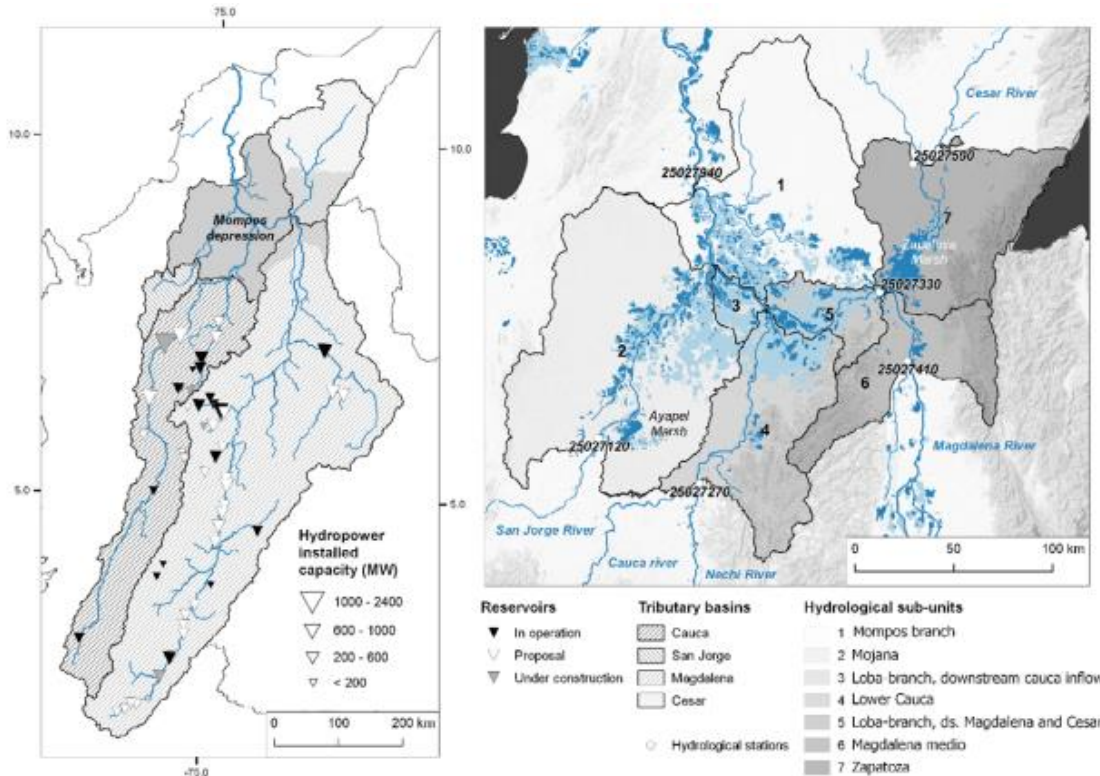 75.0
10.0
Mompos
depression
5.0
Hydropower
installed
capacity (MW)
1000 - 2400
600 - 1000
200 - 600
< 200
0 100 200 km
-75.0
10.0
5.0
Cesar River
25027590
25027940
1
7
Zapatosa
Marsh
25027330
3
5
2
25027410
6
Ayapel
Marsh
4
25027120
Magdalena River
25027270
San Jorge River
Cauca river
Nechi River
0 50 100 km
Reservoirs
In operation
Proposal
Under construction
Tributary basins
Cauca
San Jorge
Magdalena
Cesar
Hydrological stations
Hydrological sub-units
1 Mompos branch
2 Mojana
3 Loba-branch, downstream cauca inflow
4 Lower Cauca
5 Loba-branch, ds. Magdalena and Cesar
6 Magdalena medio
7 Zapatoza